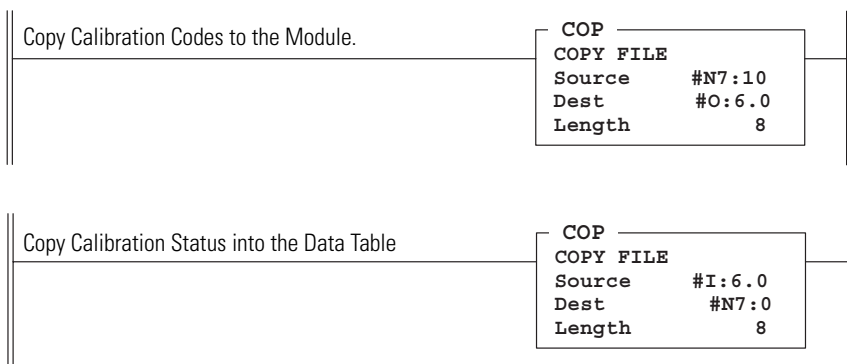 Copy Calibration Codes to the Module.
COP
COPY FILE
Source #N7:10
Dest #O:6.0
Length 8
Copy Calibration Status into the Data Table
COP
COPY FILE
Source #I:6.0
Dest #N7:0
Length 8